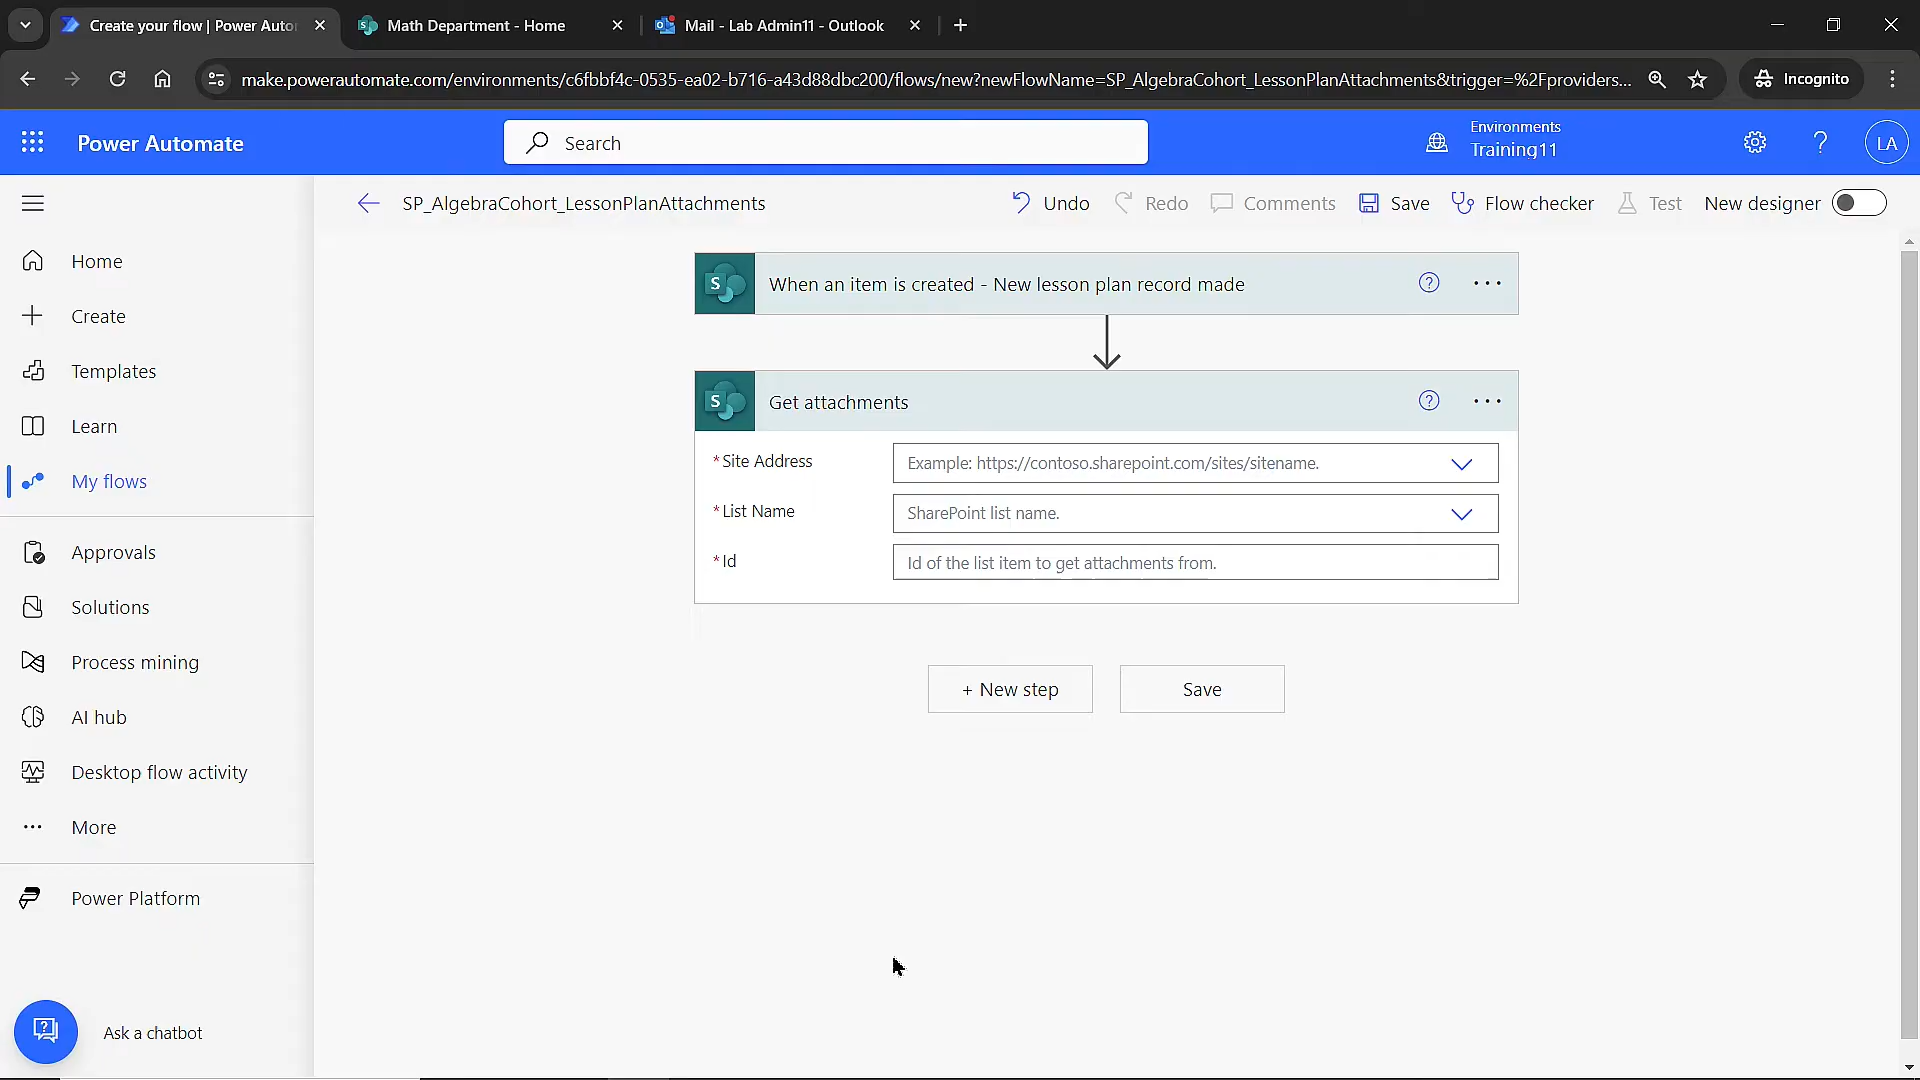 Create your flow | Power Auto
Math Department - Home
Mail - Lab Admin11 - Outlook
make.powerautomate.com/environments/c6fbbf4c-0535-ea02-b716-a43d88dbc200/flows/new?newFlowName=SP_AlgebraCohort_LessonPlanAttachments&trigger=%2Fproviders...
Incognito
Power Automate
Search
Environments
Training11
LA
SP_AlgebraCohort_LessonPlanAttachments
Undo
Redo
Comments
Save
Flow checker
Test
New designer
Home
Create
Templates
Learn
My flows
Approvals
Solutions
Process mining
AI hub
Desktop flow activity
More
Power Platform
Ask a chatbot
S
When an item is created - New lesson plan record made
S
Get attachments
*Site Address
Example: https://contoso.sharepoint.com/sites/sitename.
*List Name
SharePoint list name.
*Id
Id of the list item to get attachments from.
+ New step
Save